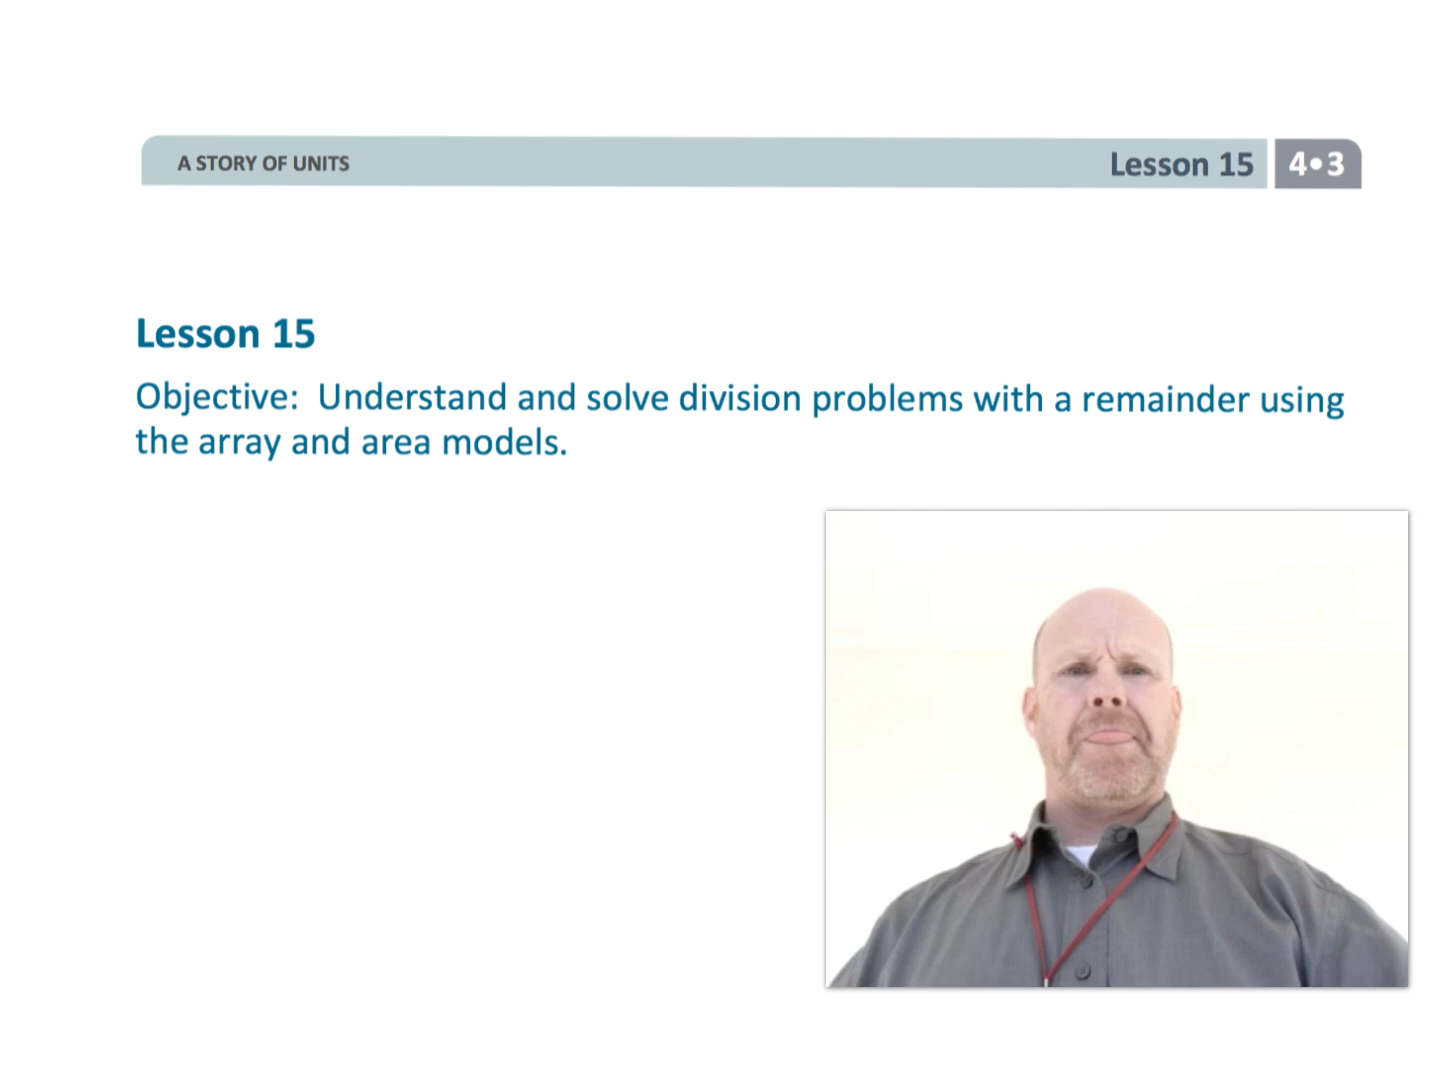 A STORY OF UNITS
Lesson 15
4•3
Lesson 15
Objective: Understand and solve division problems with a remainder using
the array and area models.